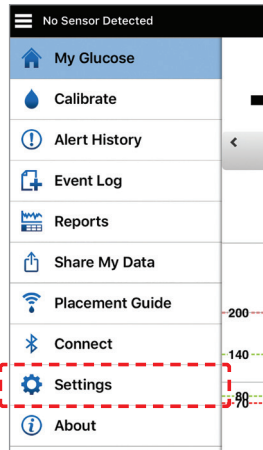 No Sensor Detected
My Glucose
Calibrate
Alert History
Event Log
Reports
Share My Data
Placement Guide
200
Connect
140
Settings
80
70
About